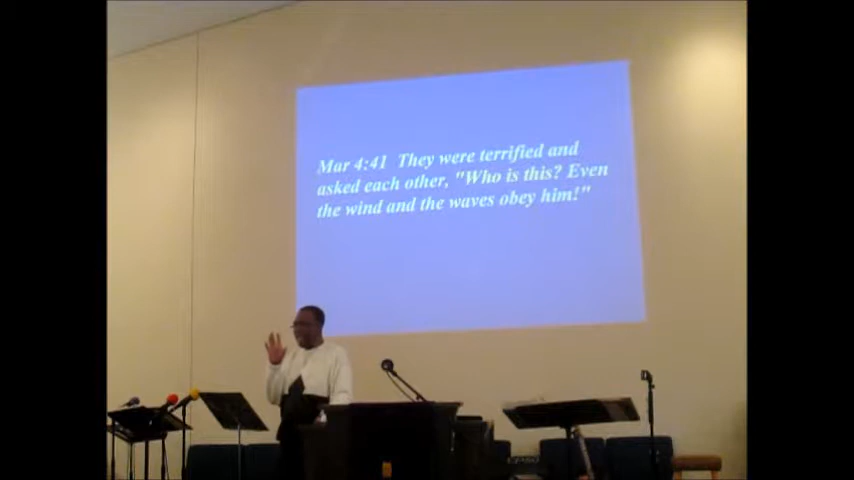 Mar 4:41 They were terrified and
asked each other, "Who is this? Even
the wind and the waves obey him!"